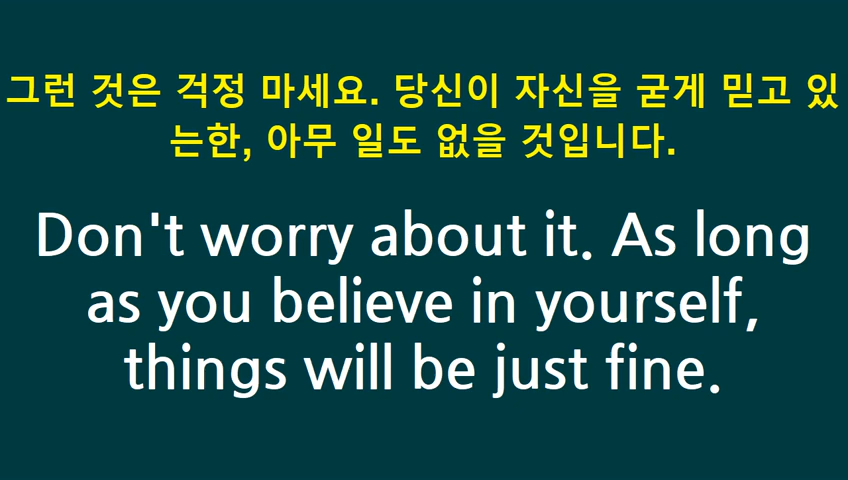 그런 것은 걱정 마세요. 당신이 자신을 굳게 믿고 있
는한, 아무 일도 없을 것입니다.
Don't worry about it. As long
as you believe in yourself,
things will be just fine.